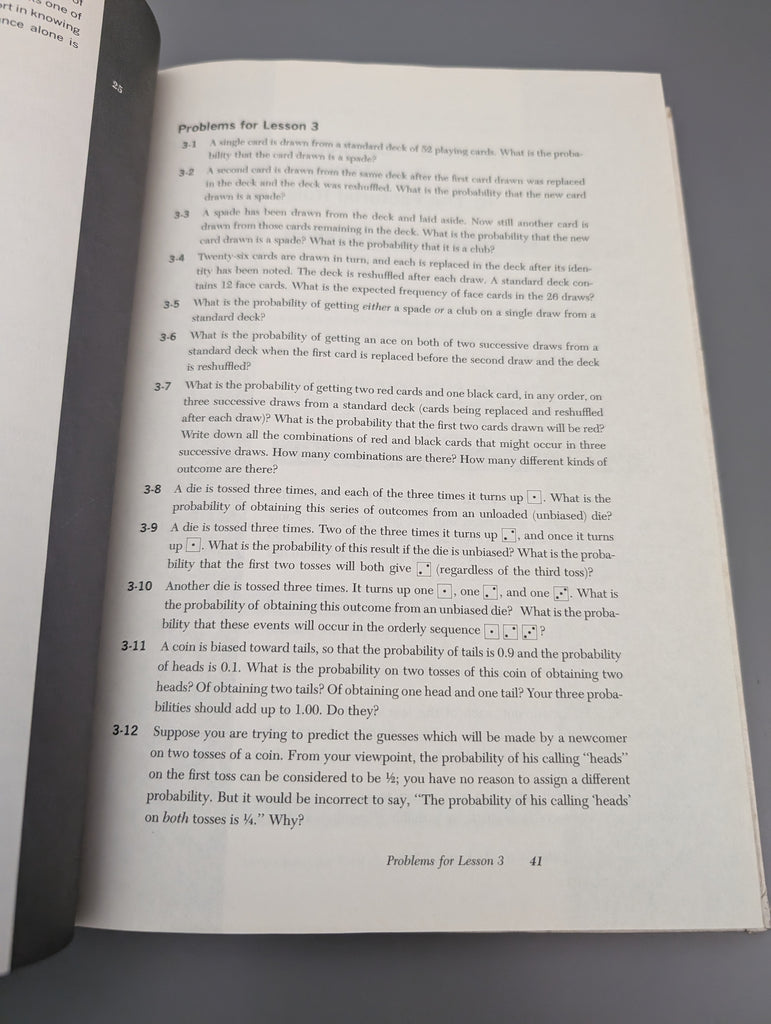 s one of
rt in knowing
nce alone is
25
Problems for Lesson 3
3-1 A single card is drawn from a standard deck of 52 playing cards. What is the proba-
bility that the card drawn is a spade?
3-2 A second card is drawn from the same deck after the first card drawn was replaced
in the deck and the deck was reshuffled. What is the probability that the new card
drawn is a spade?
3-3 A spade has been drawn from the deck and laid aside. Now still another card is
drawn from those cards remaining in the deck. What is the probability that the new
card drawn is a spade? What is the probability that it is a club?
3-4 Twenty-six cards are drawn in turn, and each is replaced in the deck after its iden-
tity has been noted. The deck is reshuffled after each draw. A standard deck con-
tains 12 face cards. What is the expected frequency of face cards in the 26 draws?
3-5 What is the probability of getting either a spade or a club on a single draw from a
standard deck?
3-6 What is the probability of getting an ace on both of two successive draws from a
standard deck when the first card is replaced before the second draw and the deck
is reshuffled?
3-7 What is the probability of getting two red cards and one black card, in any order, on
three successive draws from a standard deck (cards being replaced and reshuffled
after each draw)? What is the probability that the first two cards drawn will be red?
Write down all the combinations of red and black cards that might occur in three
successive draws. How many combinations are there? How many different kinds of
outcome are there?
3-8 A die is tossed three times, and each of the three times it turns up ⚀. What is the
probability of obtaining this series of outcomes from an unloaded (unbiased) die?
3-9 A die is tossed three times. Two of the three times it turns up ⚁, and once it turns
up ⚀. What is the probability of this result if the die is unbiased? What is the proba-
bility that the first two tosses will both give ⚁ (regardless of the third toss)?
3-10 Another die is tossed three times. It turns up one ⚀, one ⚁, and one ⚂. What is
the probability of obtaining this outcome from an unbiased die? What is the proba-
bility that these events will occur in the orderly sequence ⚀ ⚁ ⚂?
3-11 A coin is biased toward tails, so that the probability of tails is 0.9 and the probability
of heads is 0.1. What is the probability on two tosses of this coin of obtaining two
heads? Of obtaining two tails? Of obtaining one head and one tail? Your three proba-
bilities should add up to 1.00. Do they?
3-12 Suppose you are trying to predict the guesses which will be made by a newcomer
on two tosses of a coin. From your viewpoint, the probability of his calling "heads"
on the first toss can be considered to be ½; you have no reason to assign a different
probability. But it would be incorrect to say, "The probability of his calling 'heads'
on both tosses is ¼." Why?
Problems for Lesson 3 41